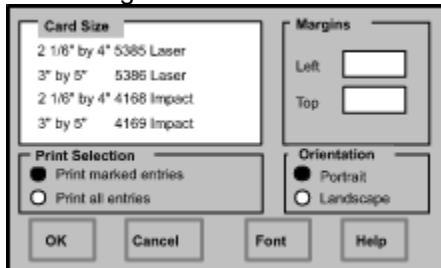 Card Size
2 1/6" by 4" 5385 Laser
3" by 5" 5386 Laser
2 1/6" by 4" 4168 Impact
3" by 5" 4169 Impact
Margins
Left
Top
Print Selection
Print marked entries
Print all entries
Orientation
Portrait
Landscape
OK Cancel Font Help